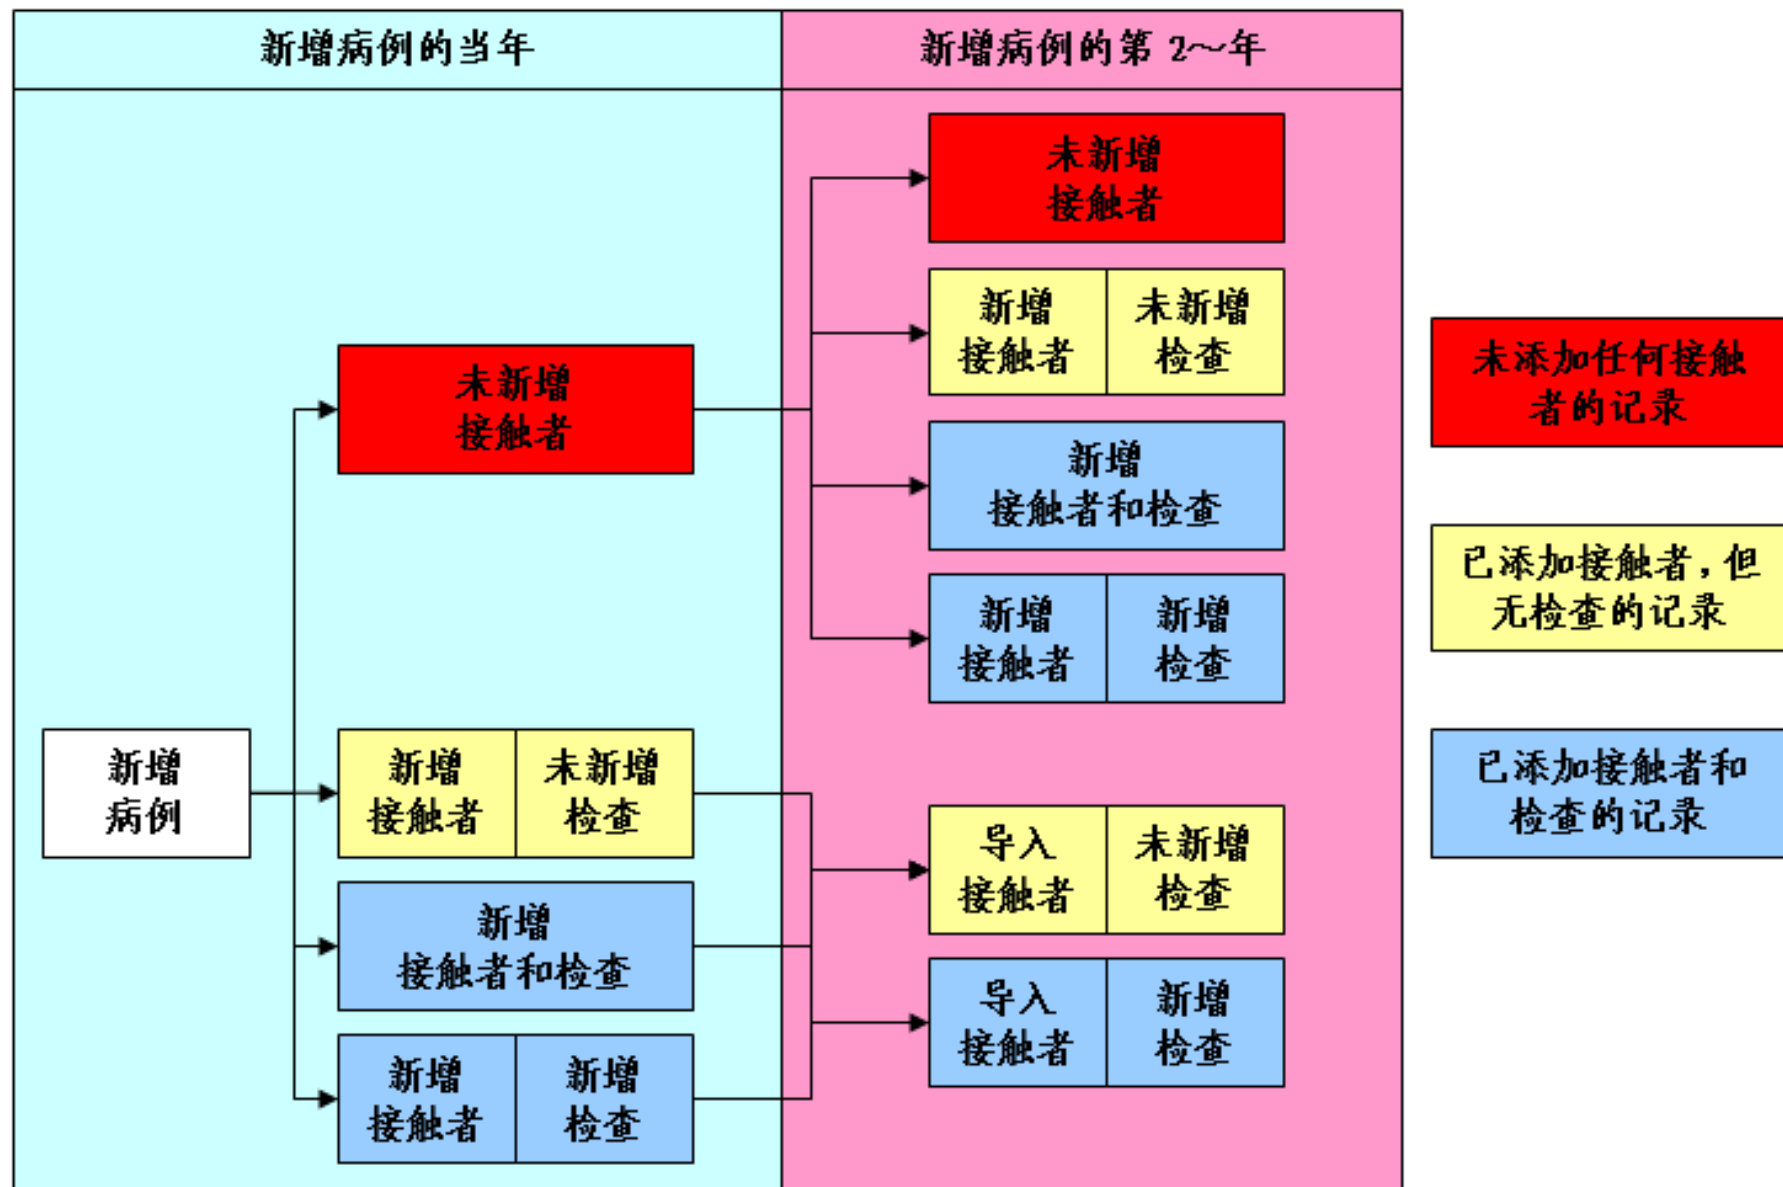 新增病例的当年
新增病例的第 2～年
未新增
接触者
新增
接触者
未新增
检查
未新增
接触者
新增
接触者和检查
新增
接触者
新增
检查
新增
病例
新增
接触者
未新增
检查
新增
接触者和检查
新增
接触者
新增
检查
导入
接触者
未新增
检查
导入
接触者
新增
检查
未添加任何接触
者的记录
已添加接触者，但
无检查的记录
已添加接触者和
检查的记录